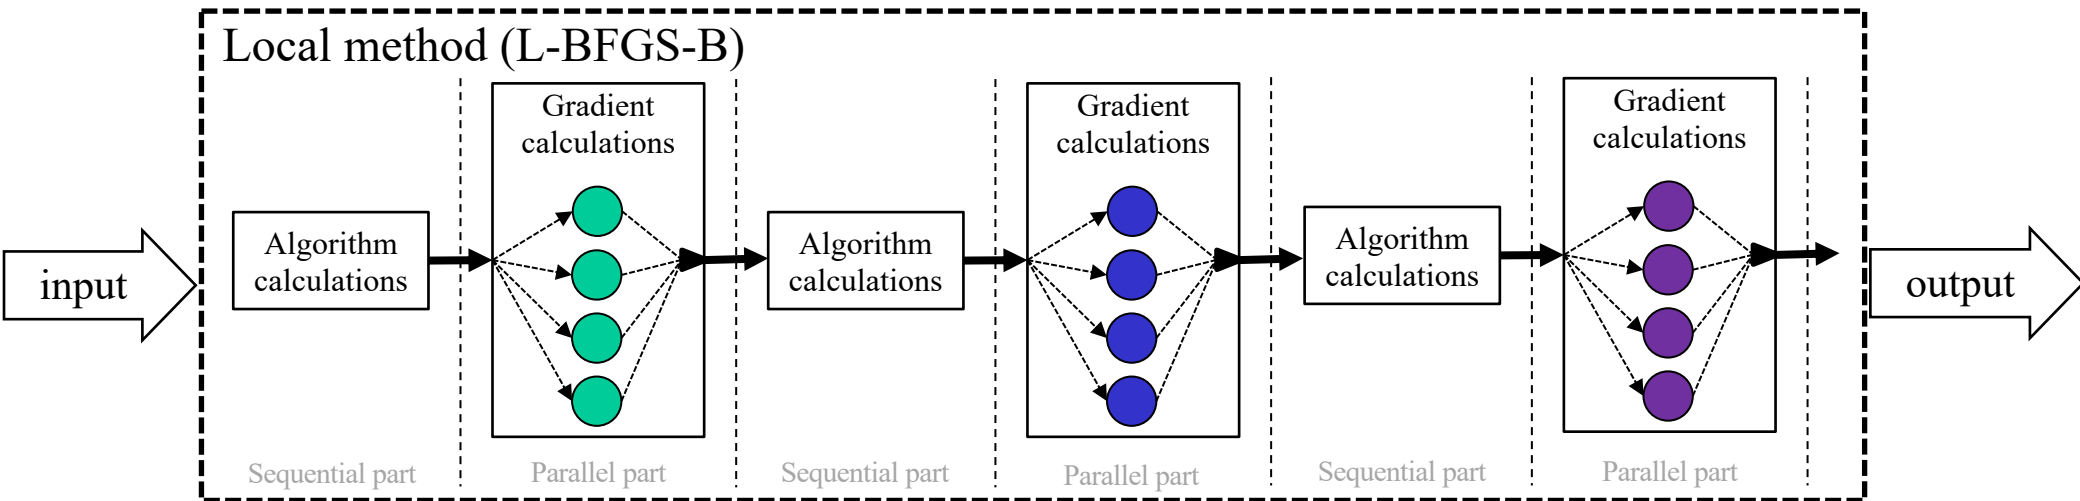 Local method (L-BFGS-B)
input
Algorithm
calculations
Gradient
calculations
Algorithm
calculations
Gradient
calculations
Algorithm
calculations
Gradient
calculations
output
Sequential part
Parallel part
Sequential part
Parallel part
Sequential part
Parallel part